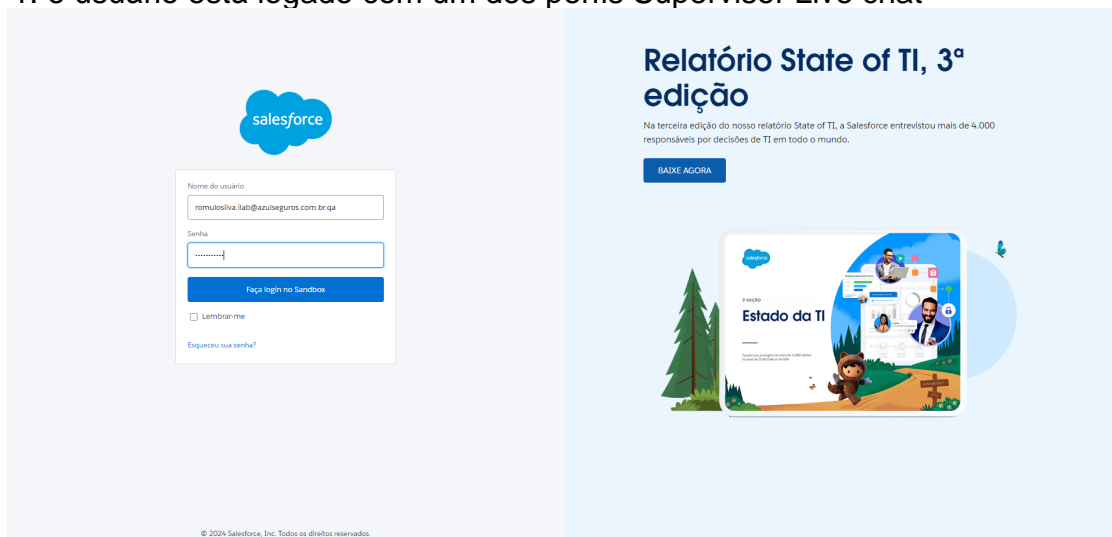 1. o usuário está logado com um dos perfis Supervisor Live chat
salesforce
Nome do usuário
romulosilva.llab@azulseguros.com.br.qa
Senha
Faça login no Sandbox
Lembrar-me
Esqueceu sua senha?
© 2024 Salesforce, Inc. Todos os direitos reservados.
Relatório State of TI, 3ª
edição
Na terceira edição do nosso relatório State of TI, a Salesforce entrevistou mais de 4.000
responsáveis por decisões de TI em todo o mundo.
BAIXE AGORA
salesforce
3ª EDIÇÃO
Estado da TI